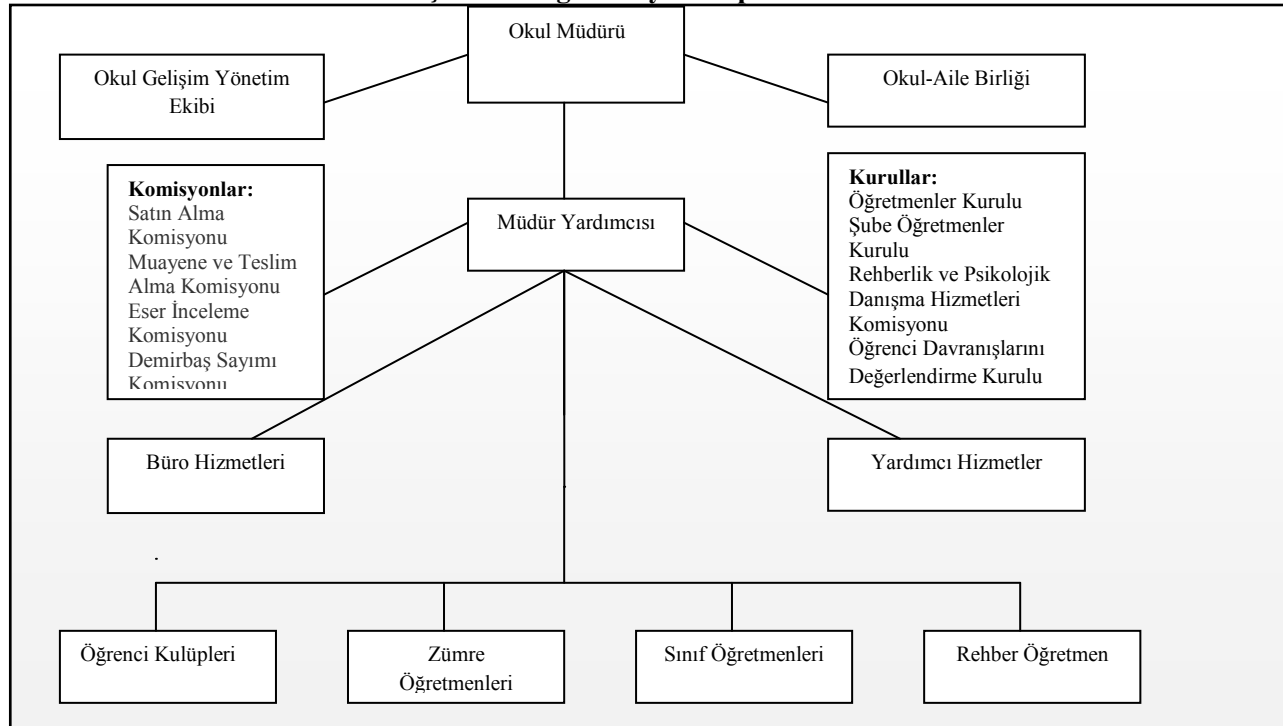 Okul Müdürü
Okul Gelişim Yönetim
Ekibi
Okul-Aile Birliği
Komisyonlar:
Satın Alma
Komisyonu
Muayene ve Teslim
Alma Komisyonu
Eser İnceleme
Komisyonu
Demirbaş Sayımı
Komisyonu
Müdür Yardımcısı
Kurullar:
Öğretmenler Kurulu
Şube Öğretmenler
Kurulu
Rehberlik ve Psikolojik
Danışma Hizmetleri
Komisyonu
Öğrenci Davranışlarını
Değerlendirme Kurulu
Büro Hizmetleri
Yardımcı Hizmetler
Öğrenci Kulüpleri
Zümre
Öğretmenleri
Sınıf Öğretmenleri
Rehber Öğretmen